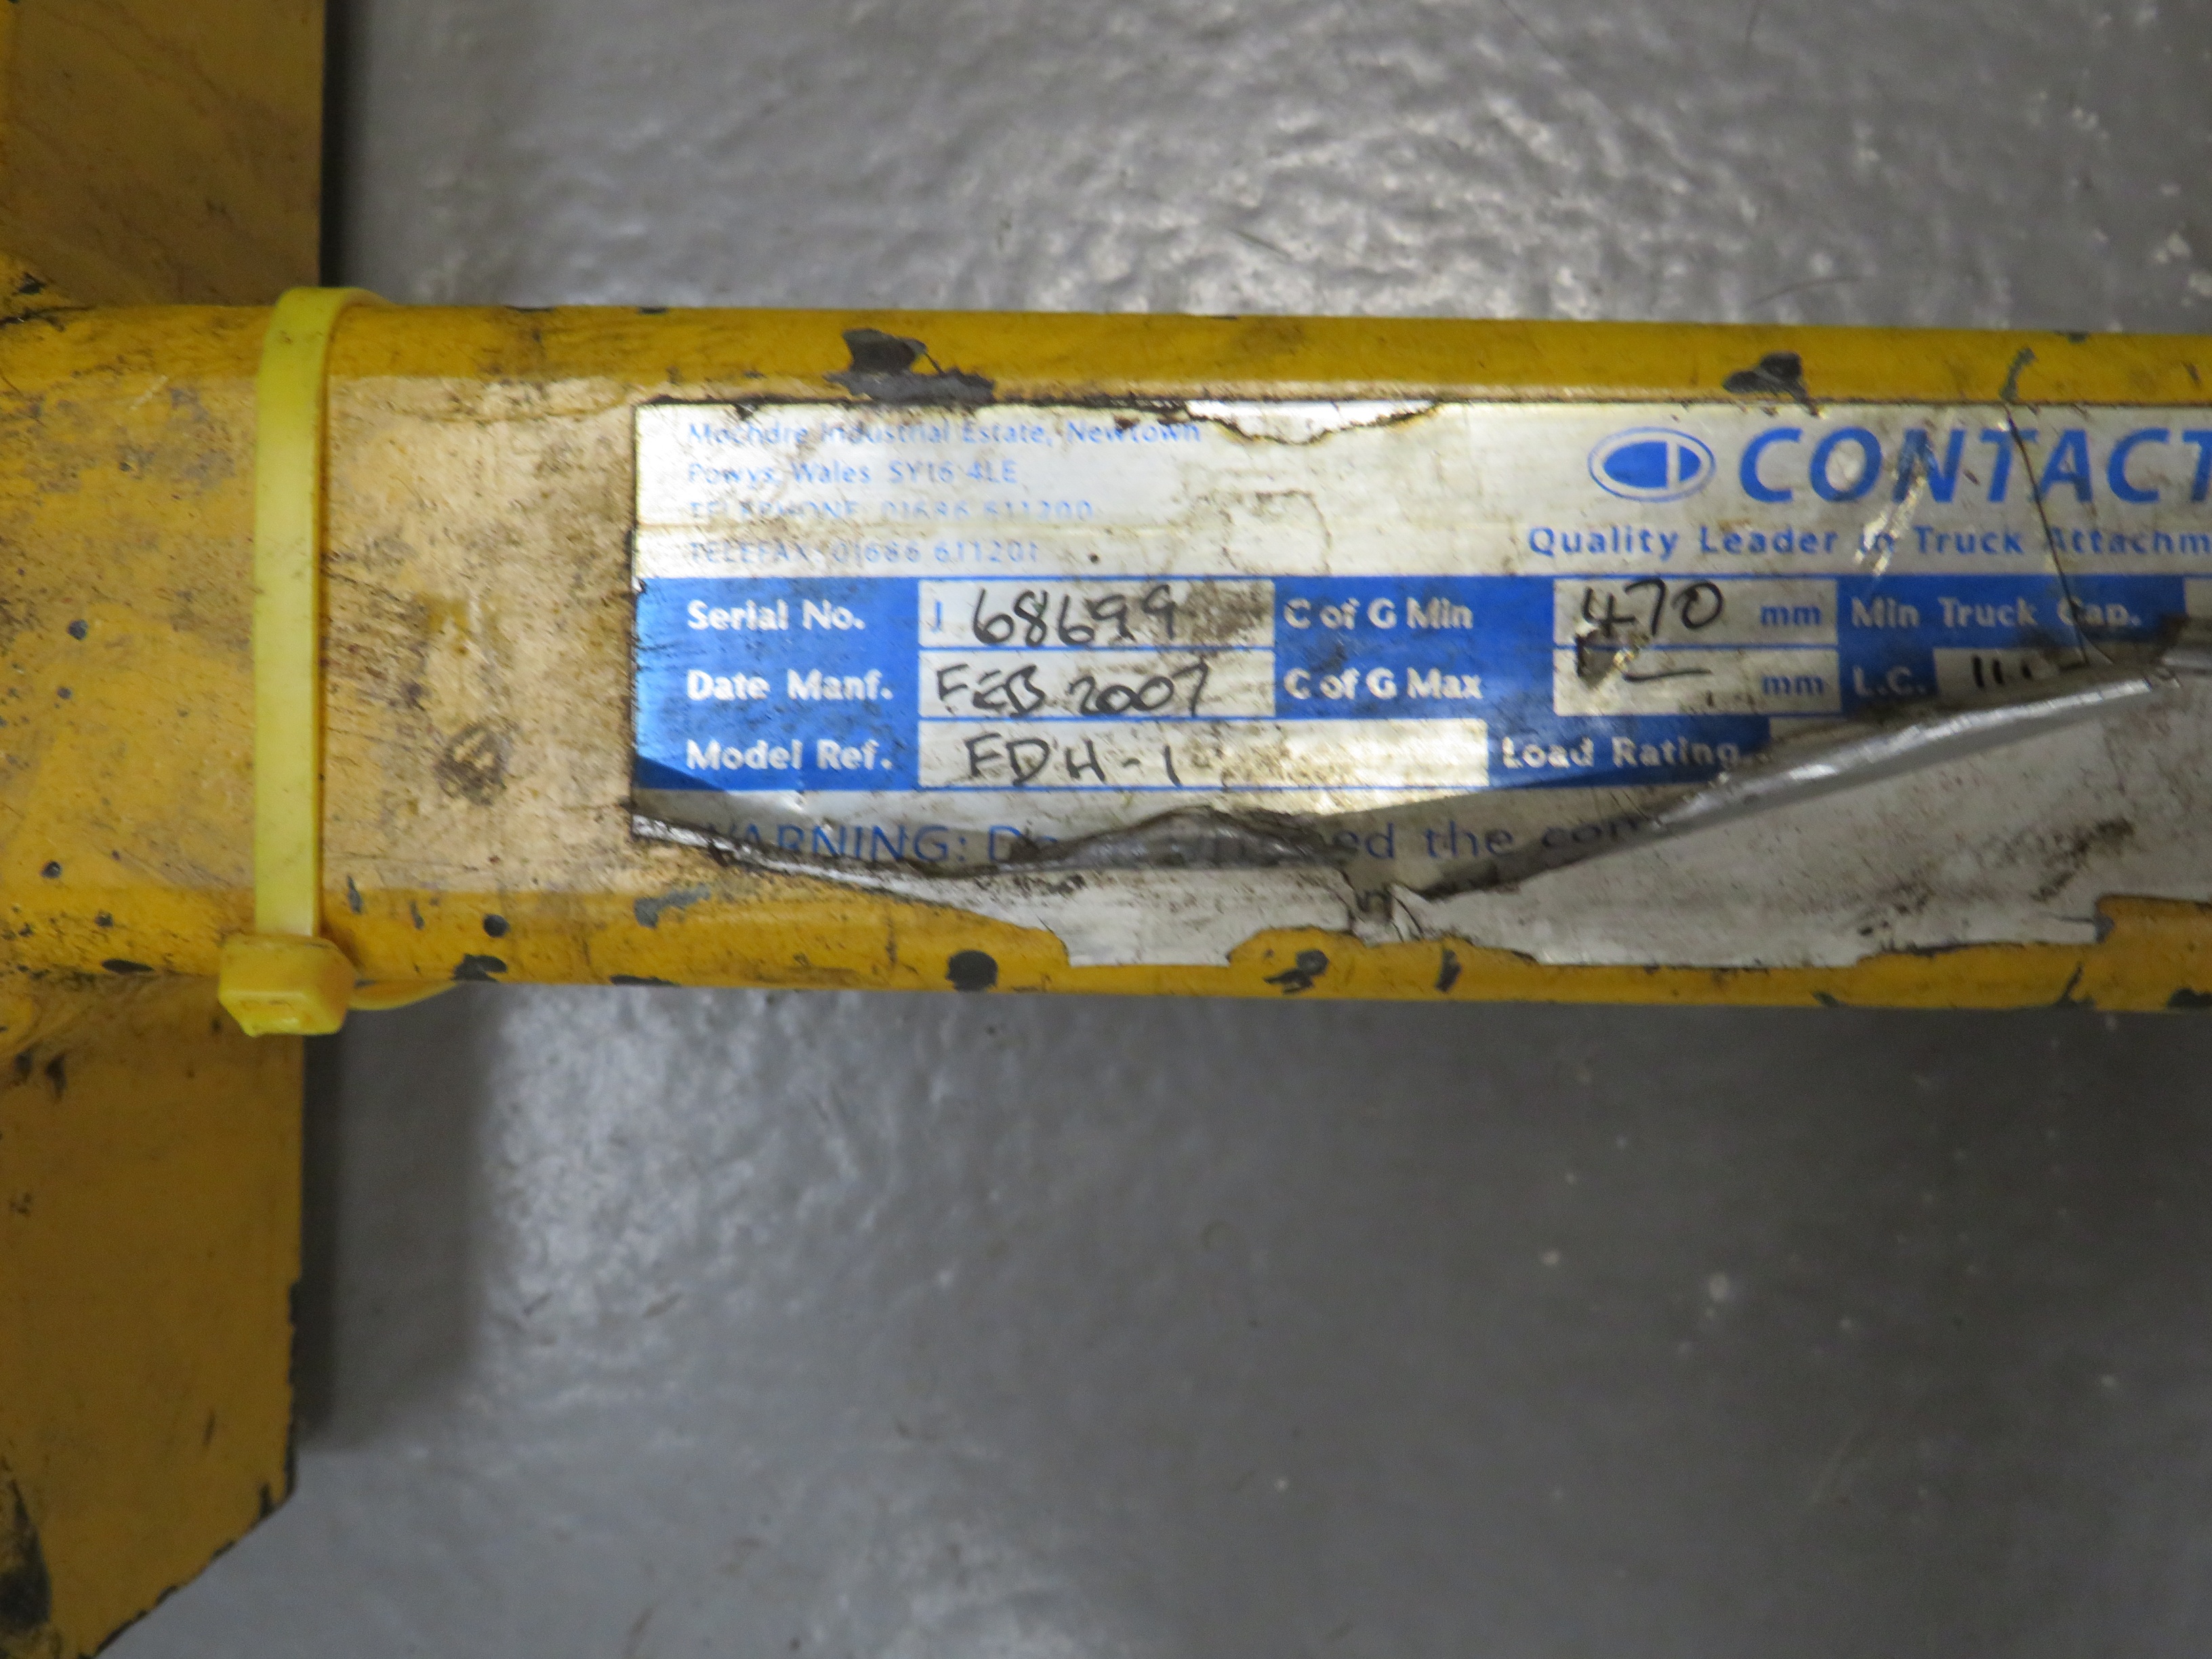 Mochdre Industrial Estate, Newtown
Powys, Wales SY16 4LE
TELEPHONE: 01686 611200
TELEFAX: 01686 611201
CONTACT
Quality Leader in Truck Attachm
Serial No. J 68699 C of G Min 470 mm Min Truck Cap.
Date Manf. FEB 2007 C of G Max — mm L.C.
Model Ref. FDH-1 Load Rating
WARNING: the